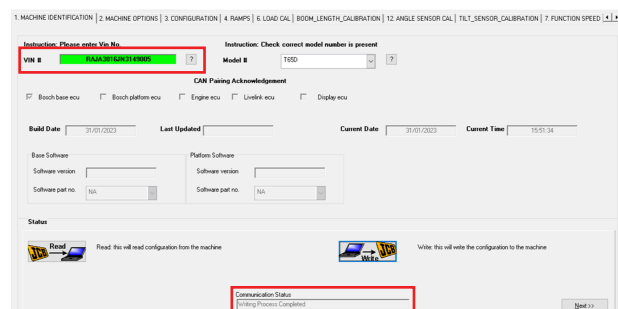 1. MACHINE IDENTIFICATION | 2. MACHINE OPTIONS | 3. CONFIGURATION | 4. RAMPS | 6. LOAD CAL | BOOM_LENGTH_CALIBRATION | 12. ANGLE SENSOR CAL | TILT_SENSOR_CALIBRATION | 7. FUNCTION SPEED
Instruction: Please enter Vin No. Instruction: Check correct model number is present
VIN # RAJA301GJN3149005 ? Model # T65D ?
CAN Pairing Acknowledgement
Bosch base ecu Bosch platform ecu Engine ecu Livelink ecu Display ecu
Build Date 31/01/2023 Last Updated Current Date 31/01/2023 Current Time 15:51:34
Base Software Platform Software
Software version Software version
Software part no. NA Software part no. NA
Status
JCB Read Read: this will read configuration from the machine Write JCB Write: this will write the configuration to the machine
Communication Status
Writing Process Completed Next >>